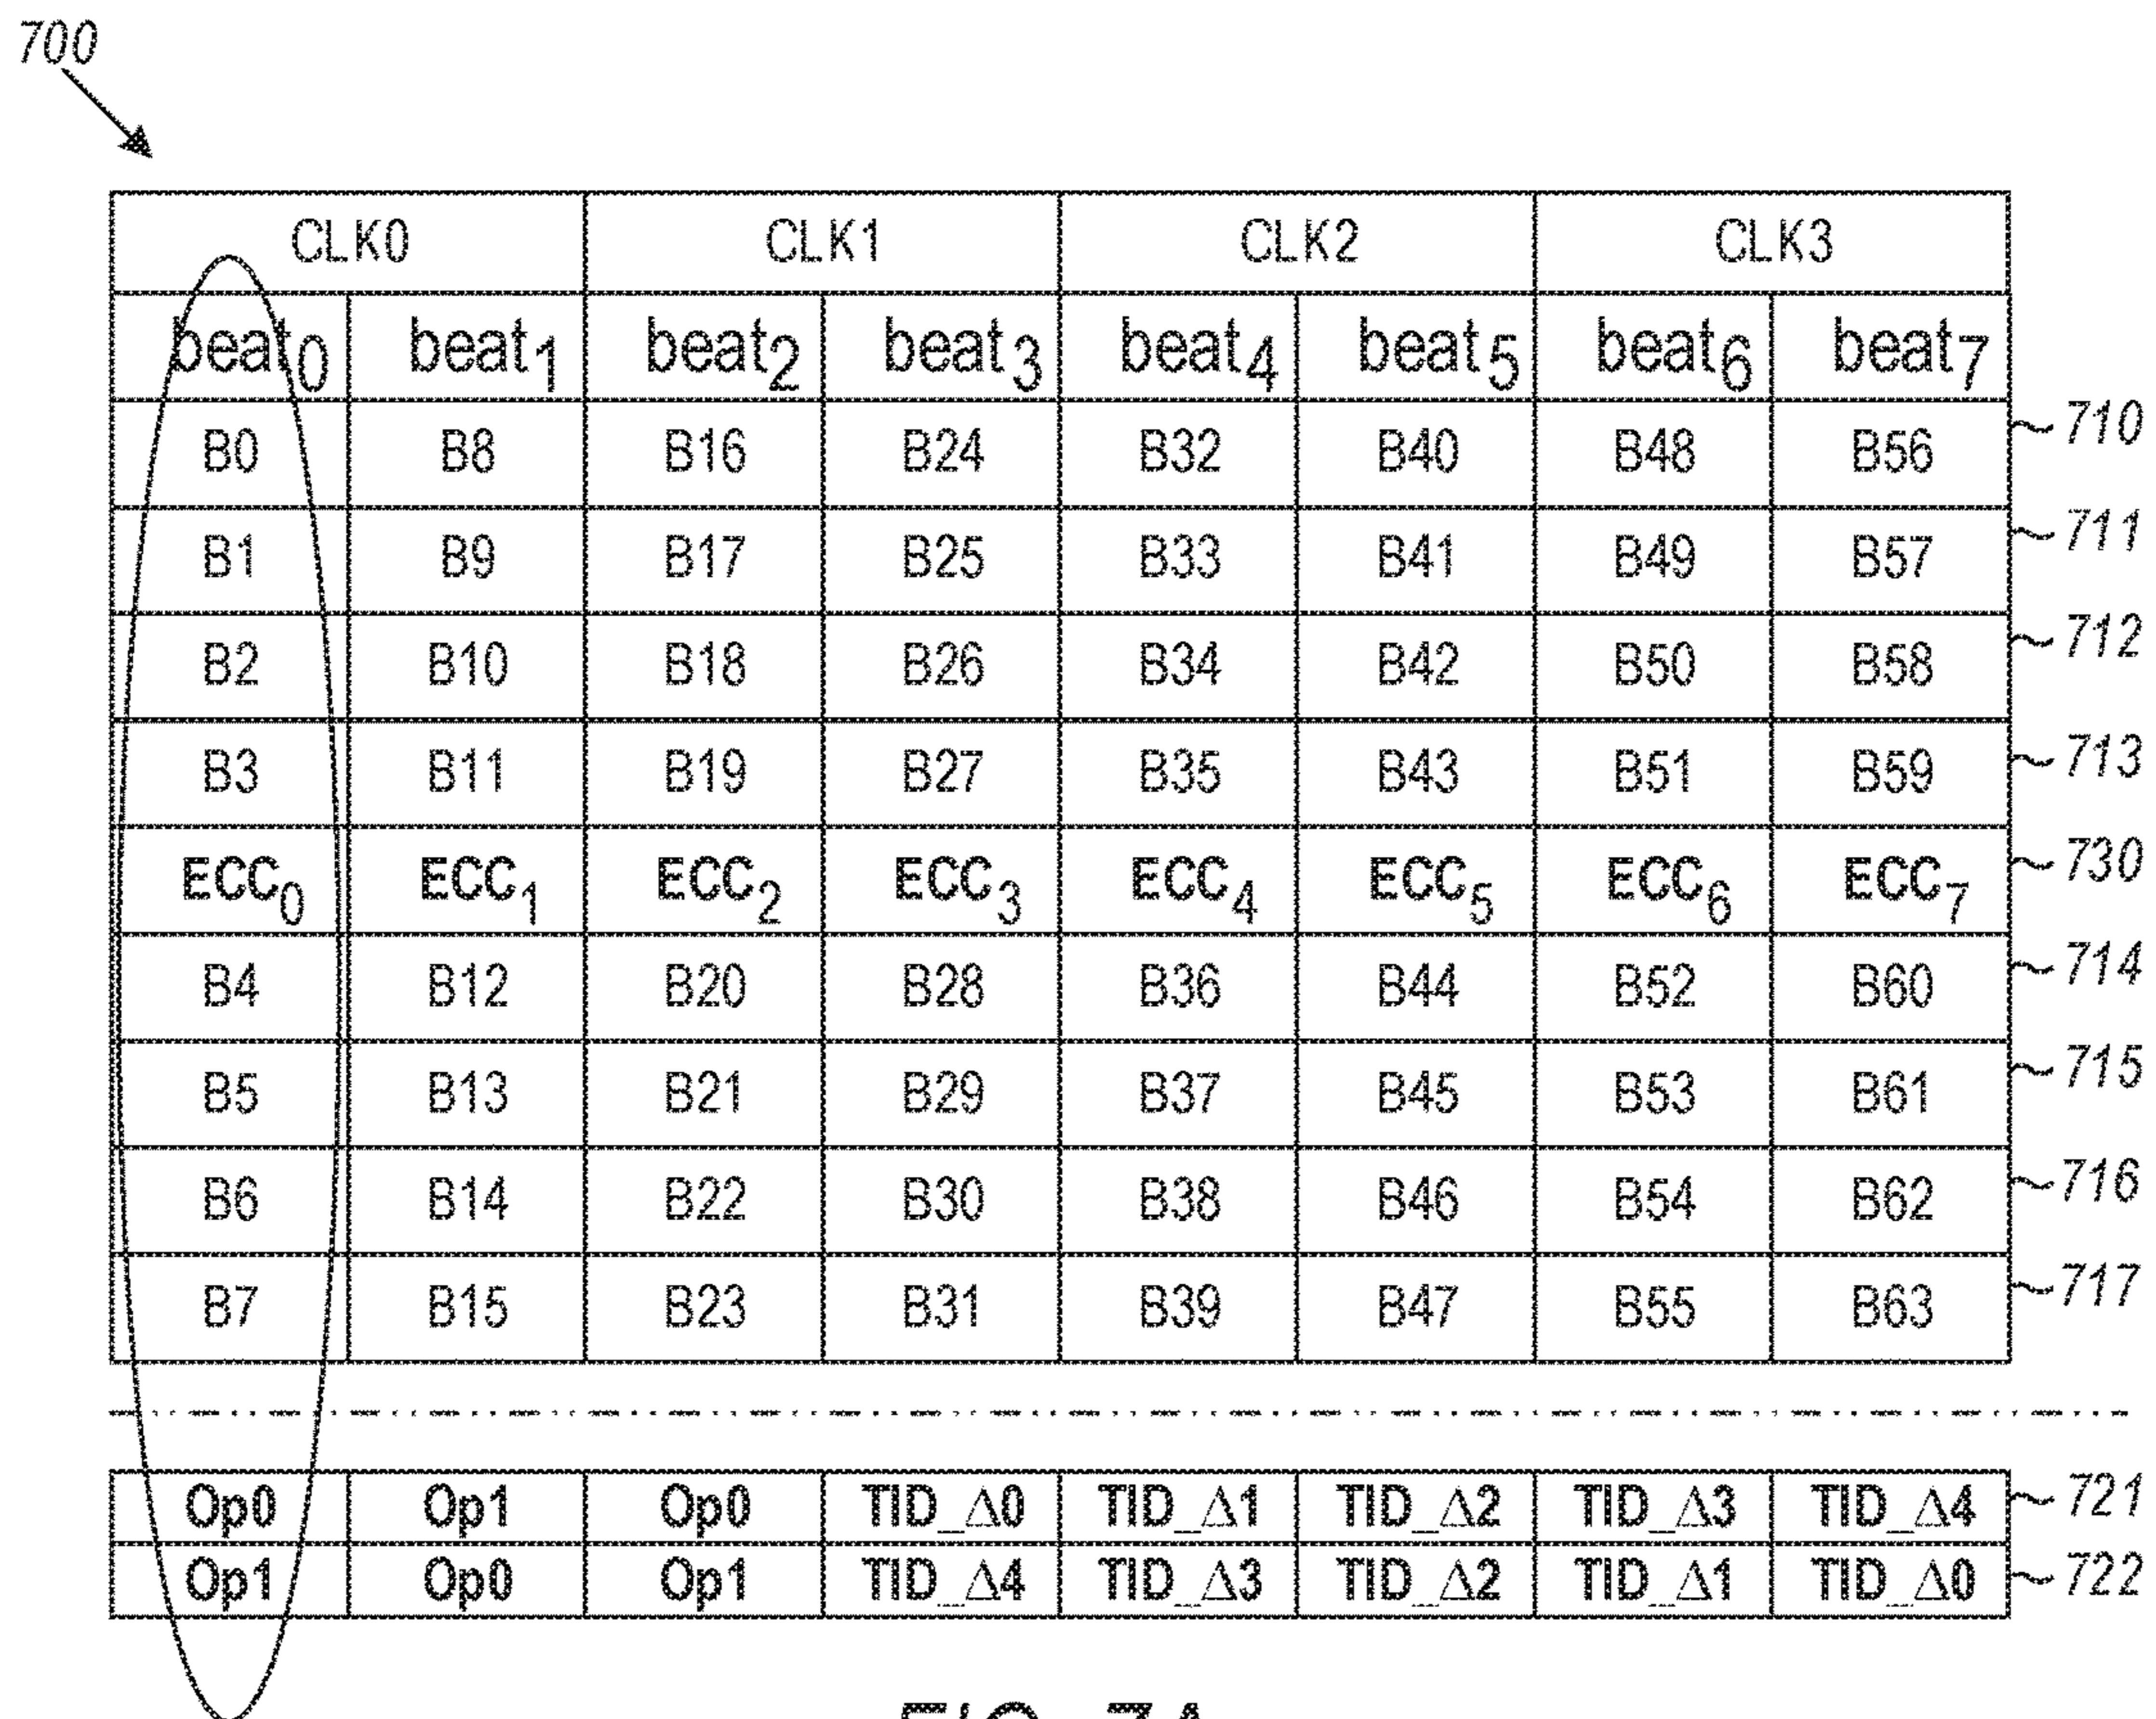 700
CLK0 CLK1 CLK2 CLK3
beat0 beat1 beat2 beat3 beat4 beat5 beat6 beat7
B0 B8 B16 B24 B32 B40 B48 B56 710
B1 B9 B17 B25 B33 B41 B49 B57 711
B2 B10 B18 B26 B34 B42 B50 B58 712
B3 B11 B19 B27 B35 B43 B51 B59 713
ECC0 ECC1 ECC2 ECC3 ECC4 ECC5 ECC6 ECC7 730
B4 B12 B20 B28 B36 B44 B52 B60 714
B5 B13 B21 B29 B37 B45 B53 B61 715
B6 B14 B22 B30 B38 B46 B54 B62 716
B7 B15 B23 B31 B39 B47 B55 B63 717
Op0 Op1 Op0 TID_Δ0 TID_Δ1 TID_Δ2 TID_Δ3 TID_Δ4 721
Op1 Op0 Op1 TID_Δ4 TID_Δ3 TID_Δ2 TID_Δ1 TID_Δ0 722